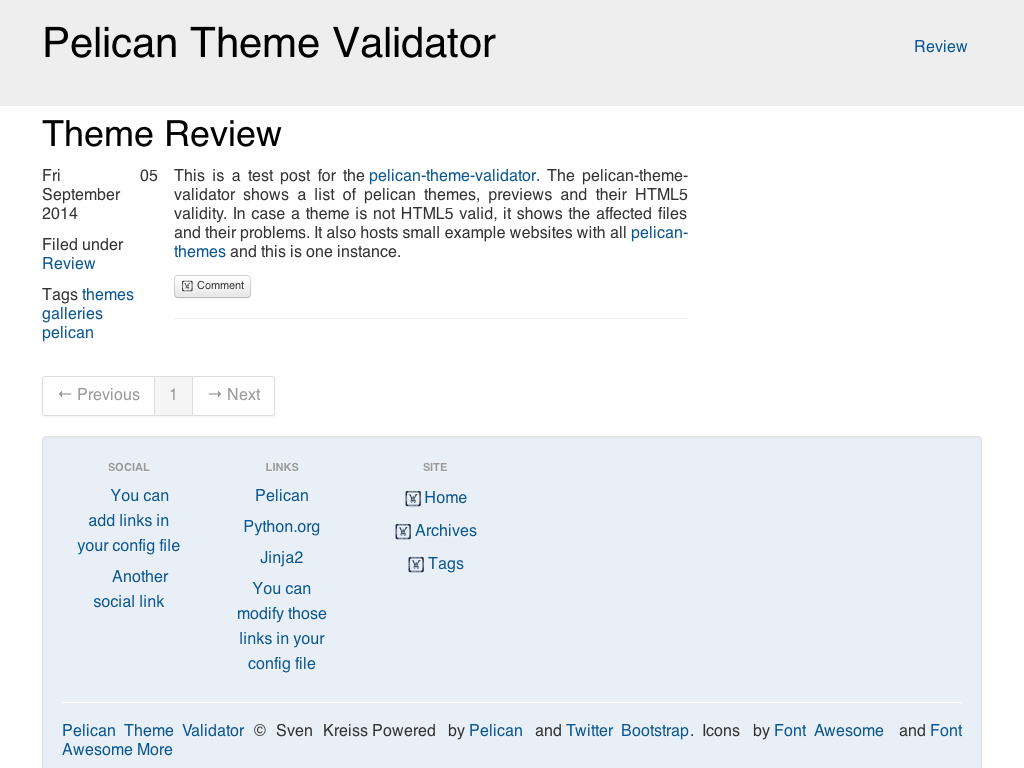 Pelican Theme Validator
Review
Theme Review
Fri 05
September
2014
Filed under
Review
Tags themes
galleries
pelican
This is a test post for the pelican-theme-validator. The pelican-theme-
validator shows a list of pelican themes, previews and their HTML5
validity. In case a theme is not HTML5 valid, it shows the affected files
and their problems. It also hosts small example websites with all pelican-
themes and this is one instance.
Comment
← Previous 1 → Next
SOCIAL
You can
add links in
your config file
Another
social link
LINKS
Pelican
Python.org
Jinja2
You can
modify those
links in your
config file
SITE
Home
Archives
Tags
Pelican Theme Validator © Sven Kreiss Powered by Pelican and Twitter Bootstrap. Icons by Font Awesome and Font
Awesome More